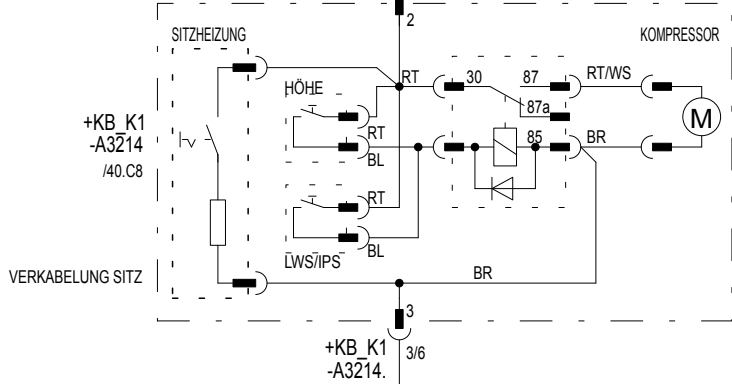 2
SITZHEIZUNG
KOMPRESSOR
HÖHE
RT
30
87
RT/WS
87a
+KB_K1
-A3214
/40.C8
RT
BL
85
BR
M
RT
BL
LWS/IPS
VERKABELUNG SITZ
BR
3
+KB_K1
-A3214.
3/6